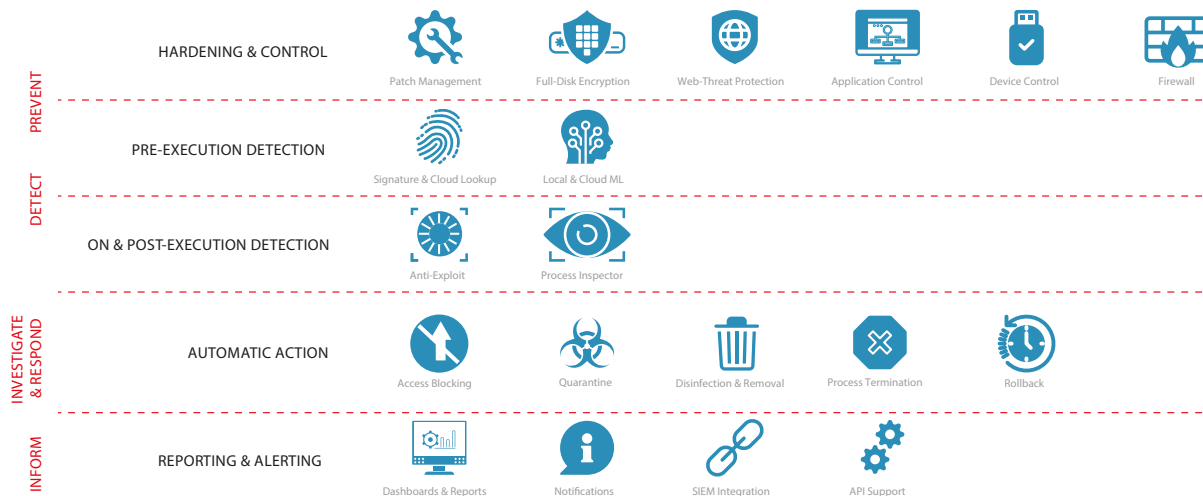 PREVENT
HARDENING & CONTROL
Patch Management
Full-Disk Encryption
Web-Threat Protection
Application Control
Device Control
Firewall
PRE-EXECUTION DETECTION
Signature & Cloud Lookup
Local & Cloud ML
DETECT
ON & POST-EXECUTION DETECTION
Anti-Exploit
Process Inspector
INVESTIGATE
& RESPOND
AUTOMATIC ACTION
Access Blocking
Quarantine
Disinfection & Removal
Process Termination
Rollback
INFORM
REPORTING & ALERTING
Dashboards & Reports
Notifications
SIEM Integration
API Support